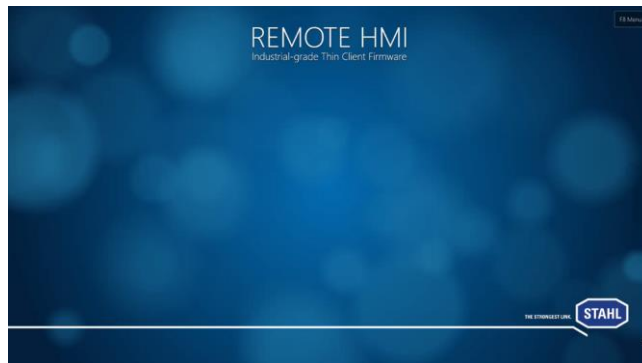 REMOTE HMI
Industrial-grade Thin Client Firmware
F8 Menu
THE STRONGEST LINK.
STAHL